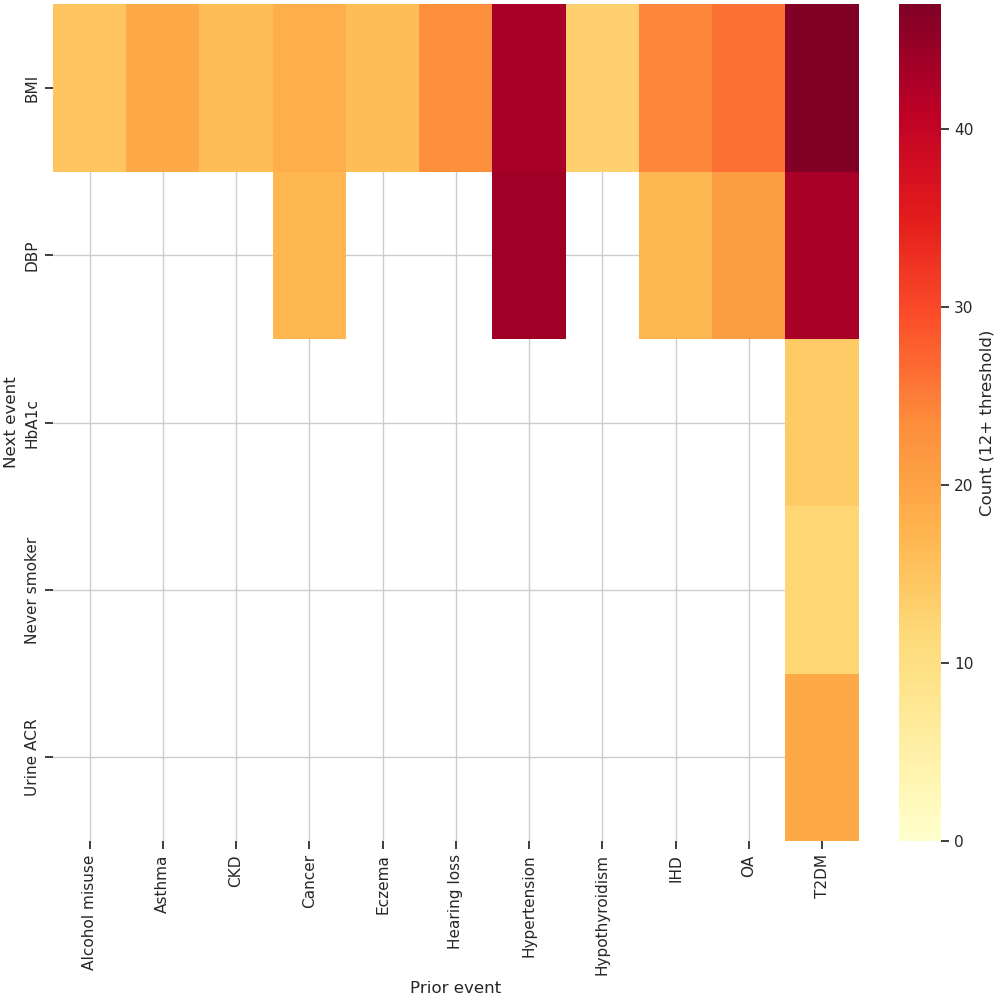 BMI
DBP
HbA1c
Never smoker
Urine ACR
Next event
Alcohol misuse
Asthma
CKD
Cancer
Eczema
Hearing loss
Hypertension
Hypothyroidism
IHD
OA
T2DM
Prior event
40
30
20
10
0
Count (12+ threshold)